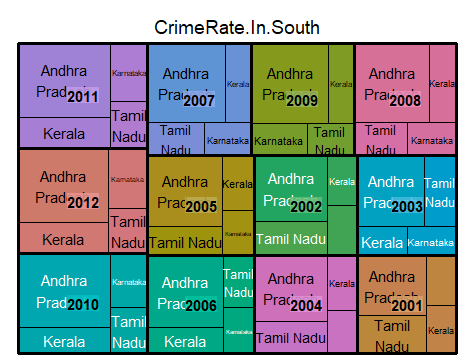 CrimeRate.In.South
Andhra
Pradesh
2011
Karnataka
Kerala
Tamil
Nadu
Andhra
Pradesh
2007
Kerala
Tamil
Nadu
Karnataka
Andhra
Pradesh
2009
Kerala
Karnataka
Tamil
Nadu
Andhra
Pradesh
2008
Kerala
Tamil
Nadu
Karnataka
Andhra
Pradesh
2012
Karnataka
Kerala
Tamil
Nadu
Andhra
Pradesh
2005
Kerala
Tamil Nadu
Karnataka
Andhra
Pradesh
2002
Kerala
Tamil Nadu
Andhra
Pradesh
2003
Tamil
Nadu
Kerala
Karnataka
Andhra
Pradesh
2010
Karnataka
Kerala
Tamil
Nadu
Andhra
Pradesh
2006
Tamil
Nadu
Kerala
Karnataka
Andhra
Pradesh
2004
Kerala
Tamil
Nadu
Andhra
Pradesh
2001
Tamil
Nadu